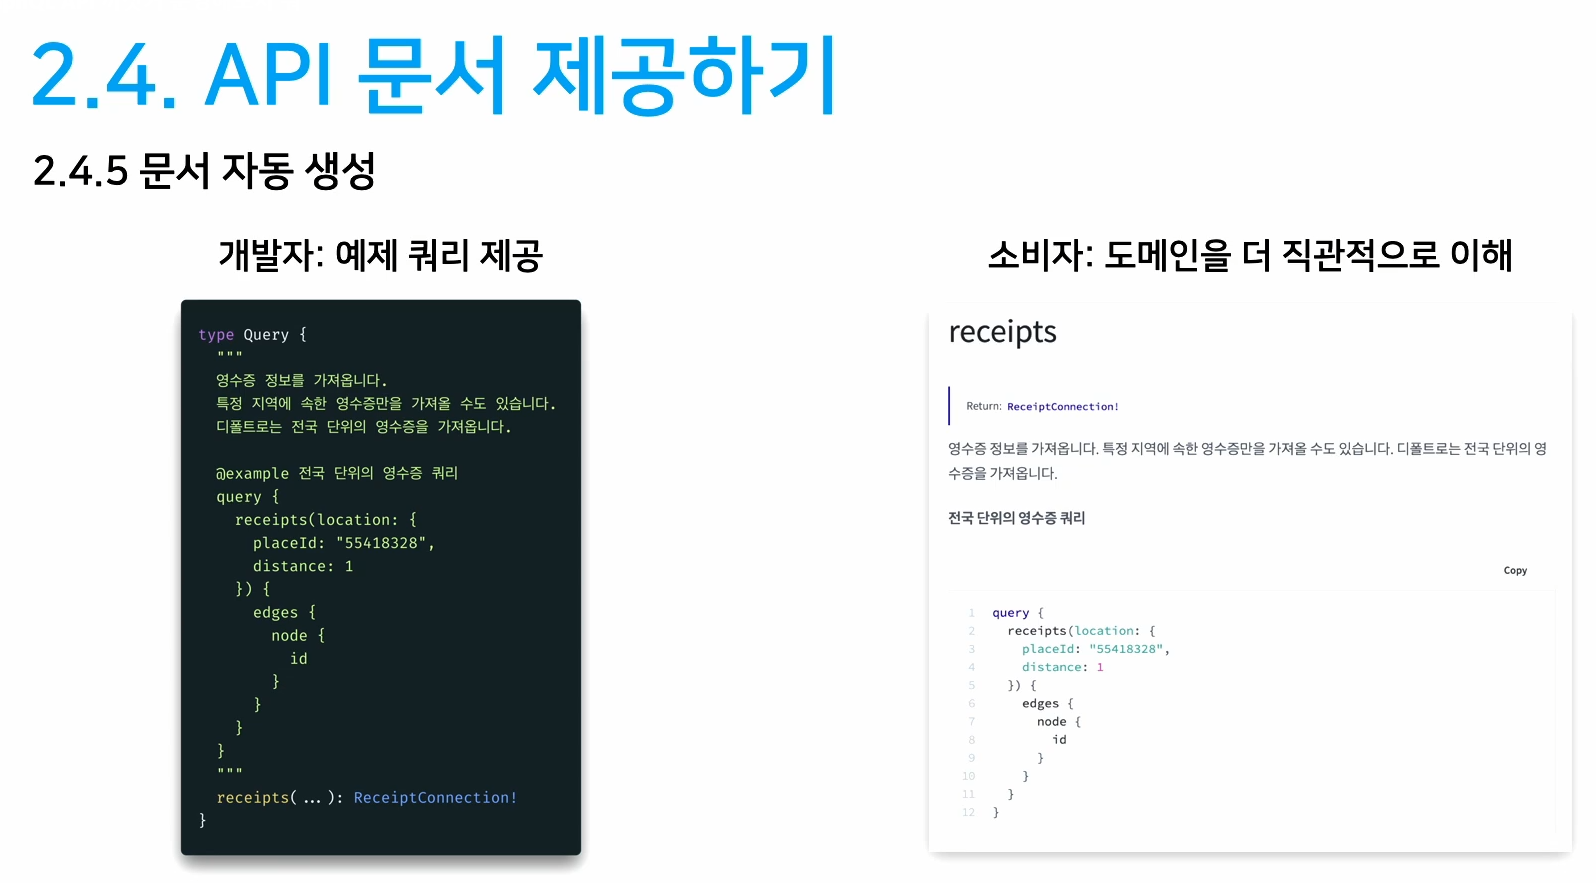 2.4. API 문서 제공하기
2.4.5 문서 자동 생성
개발자: 예제 쿼리 제공
type Query {
  """
  영수증 정보를 가져옵니다.
  특정 지역에 속한 영수증만을 가져올 수도 있습니다.
  디폴트로는 전국 단위의 영수증을 가져옵니다.
  @example 전국 단위의 영수증 쿼리
  query {
    receipts(location: {
      placeId: "55418328",
      distance: 1
    }) {
      edges {
        node {
          id
        }
      }
    }
  }
  """
  receipts(...): ReceiptConnection!
}
소비자: 도메인을 더 직관적으로 이해
receipts
Return: ReceiptConnection!
영수증 정보를 가져옵니다. 특정 지역에 속한 영수증만을 가져올 수도 있습니다. 디폴트로는 전국 단위의 영
수증을 가져옵니다.
전국 단위의 영수증 쿼리
Copy
1 query {
2   receipts(location: {
3     placeId: "55418328",
4     distance: 1
5   }) {
6     edges {
7       node {
8         id
9       }
10     }
11   }
12 }